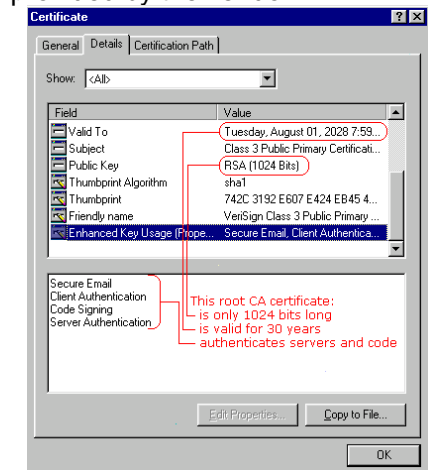 Certificate
General Details Certification Path
Show: <All>
Field Value
Valid To Tuesday, August 01, 2028 7:59...
Subject Class 3 Public Primary Certificati...
Public Key RSA (1024 Bits)
Thumbprint Algorithm sha1
Thumbprint 742C 3192 E607 E424 EB45 4...
Friendly name VeriSign Class 3 Public Primary ...
Enhanced Key Usage (Prope... Secure Email, Client Authentica...
Secure Email
Client Authentication
Code Signing
Server Authentication
This root CA certificate:
is only 1024 bits long
is valid for 30 years
authenticates servers and code
Edit Properties... Copy to File...
OK